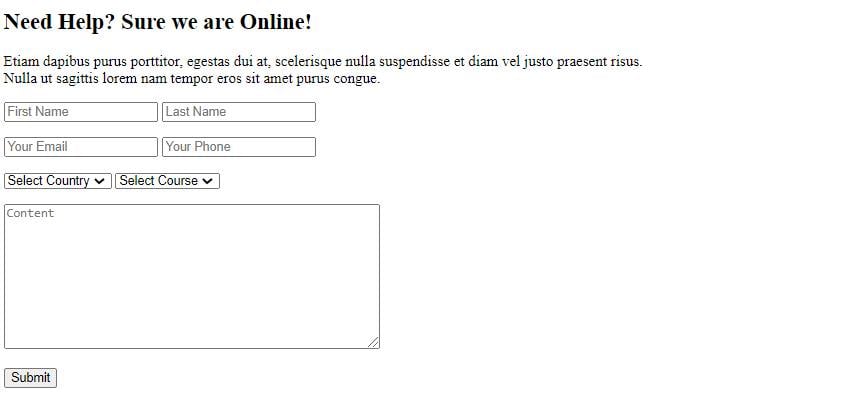 Need Help? Sure we are Online!
Etiam dapibus purus porttitor, egestas dui at, scelerisque nulla suspendisse et diam vel justo praesent risus.
Nulla ut sagittis lorem nam tempor eros sit amet purus congue.
First Name Last Name
Your Email Your Phone
Select Country Select Course
Content
Submit